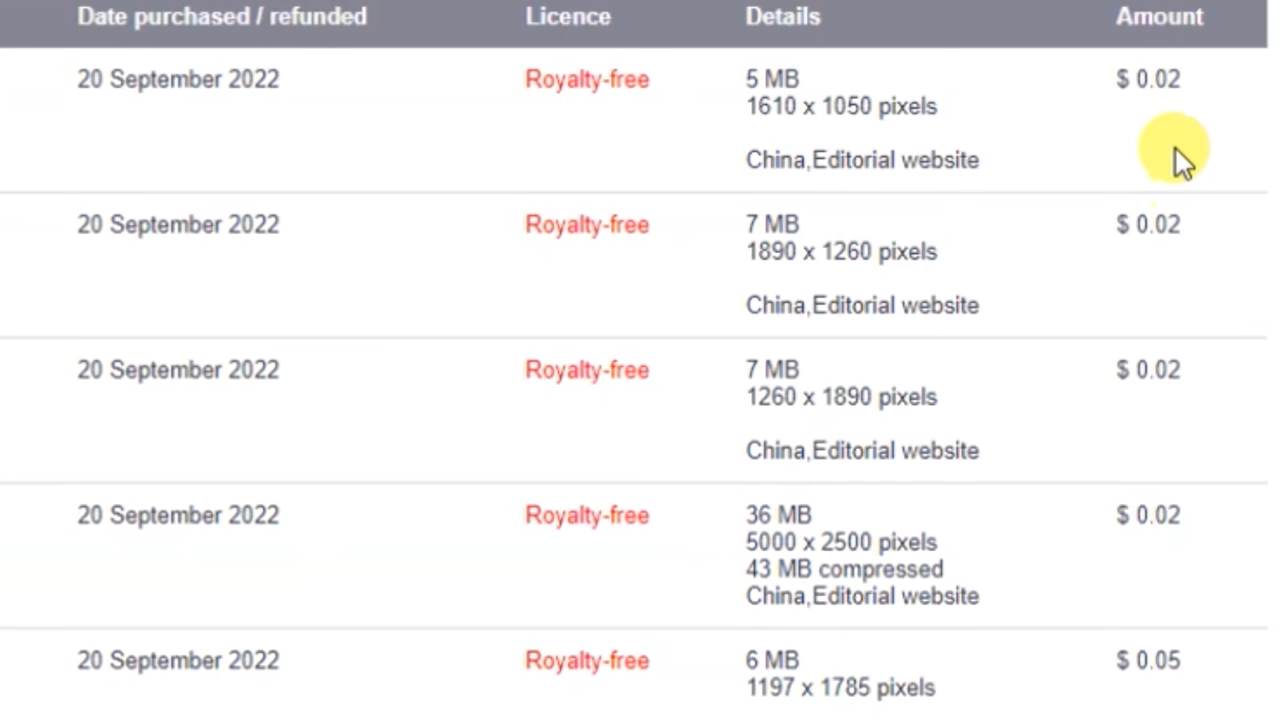 Date purchased / refunded Licence Details Amount
20 September 2022 Royalty-free 5 MB $ 0.02
1610 x 1050 pixels
China,Editorial website
20 September 2022 Royalty-free 7 MB $ 0.02
1890 x 1260 pixels
China,Editorial website
20 September 2022 Royalty-free 7 MB $ 0.02
1260 x 1890 pixels
China,Editorial website
20 September 2022 Royalty-free 36 MB $ 0.02
5000 x 2500 pixels
43 MB compressed
China,Editorial website
20 September 2022 Royalty-free 6 MB $ 0.05
1197 x 1785 pixels